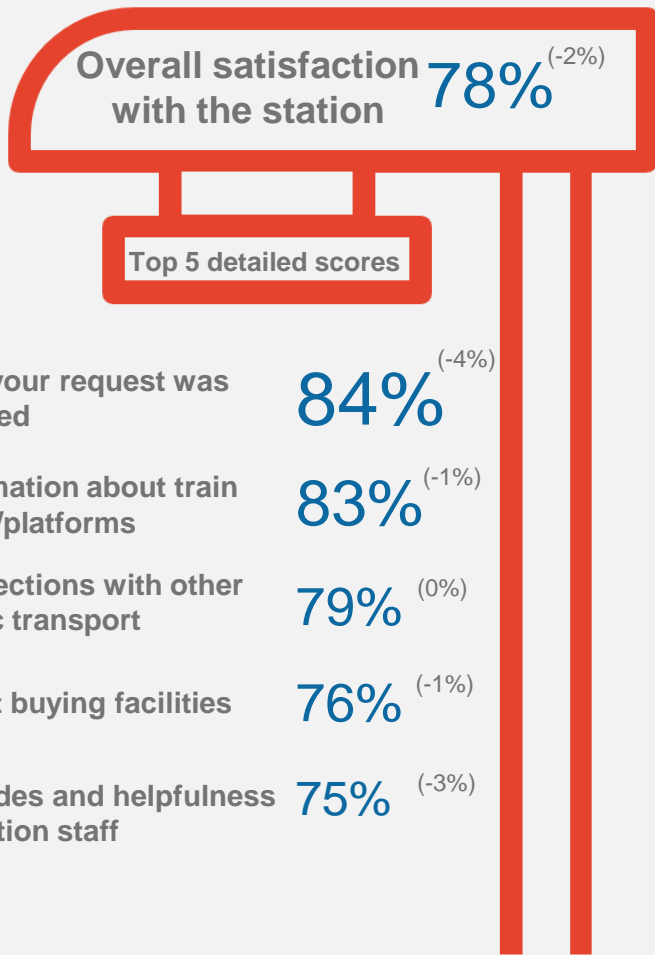 Overall satisfaction 78% (-2%)
with the station
Top 5 detailed scores
your request was 84% (-4%)
ed
nation about train 83% (-1%)
/platforms
ections with other 79% (0%)
c transport
t buying facilities 76% (-1%)
des and helpfulness 75% (-3%)
tion staff